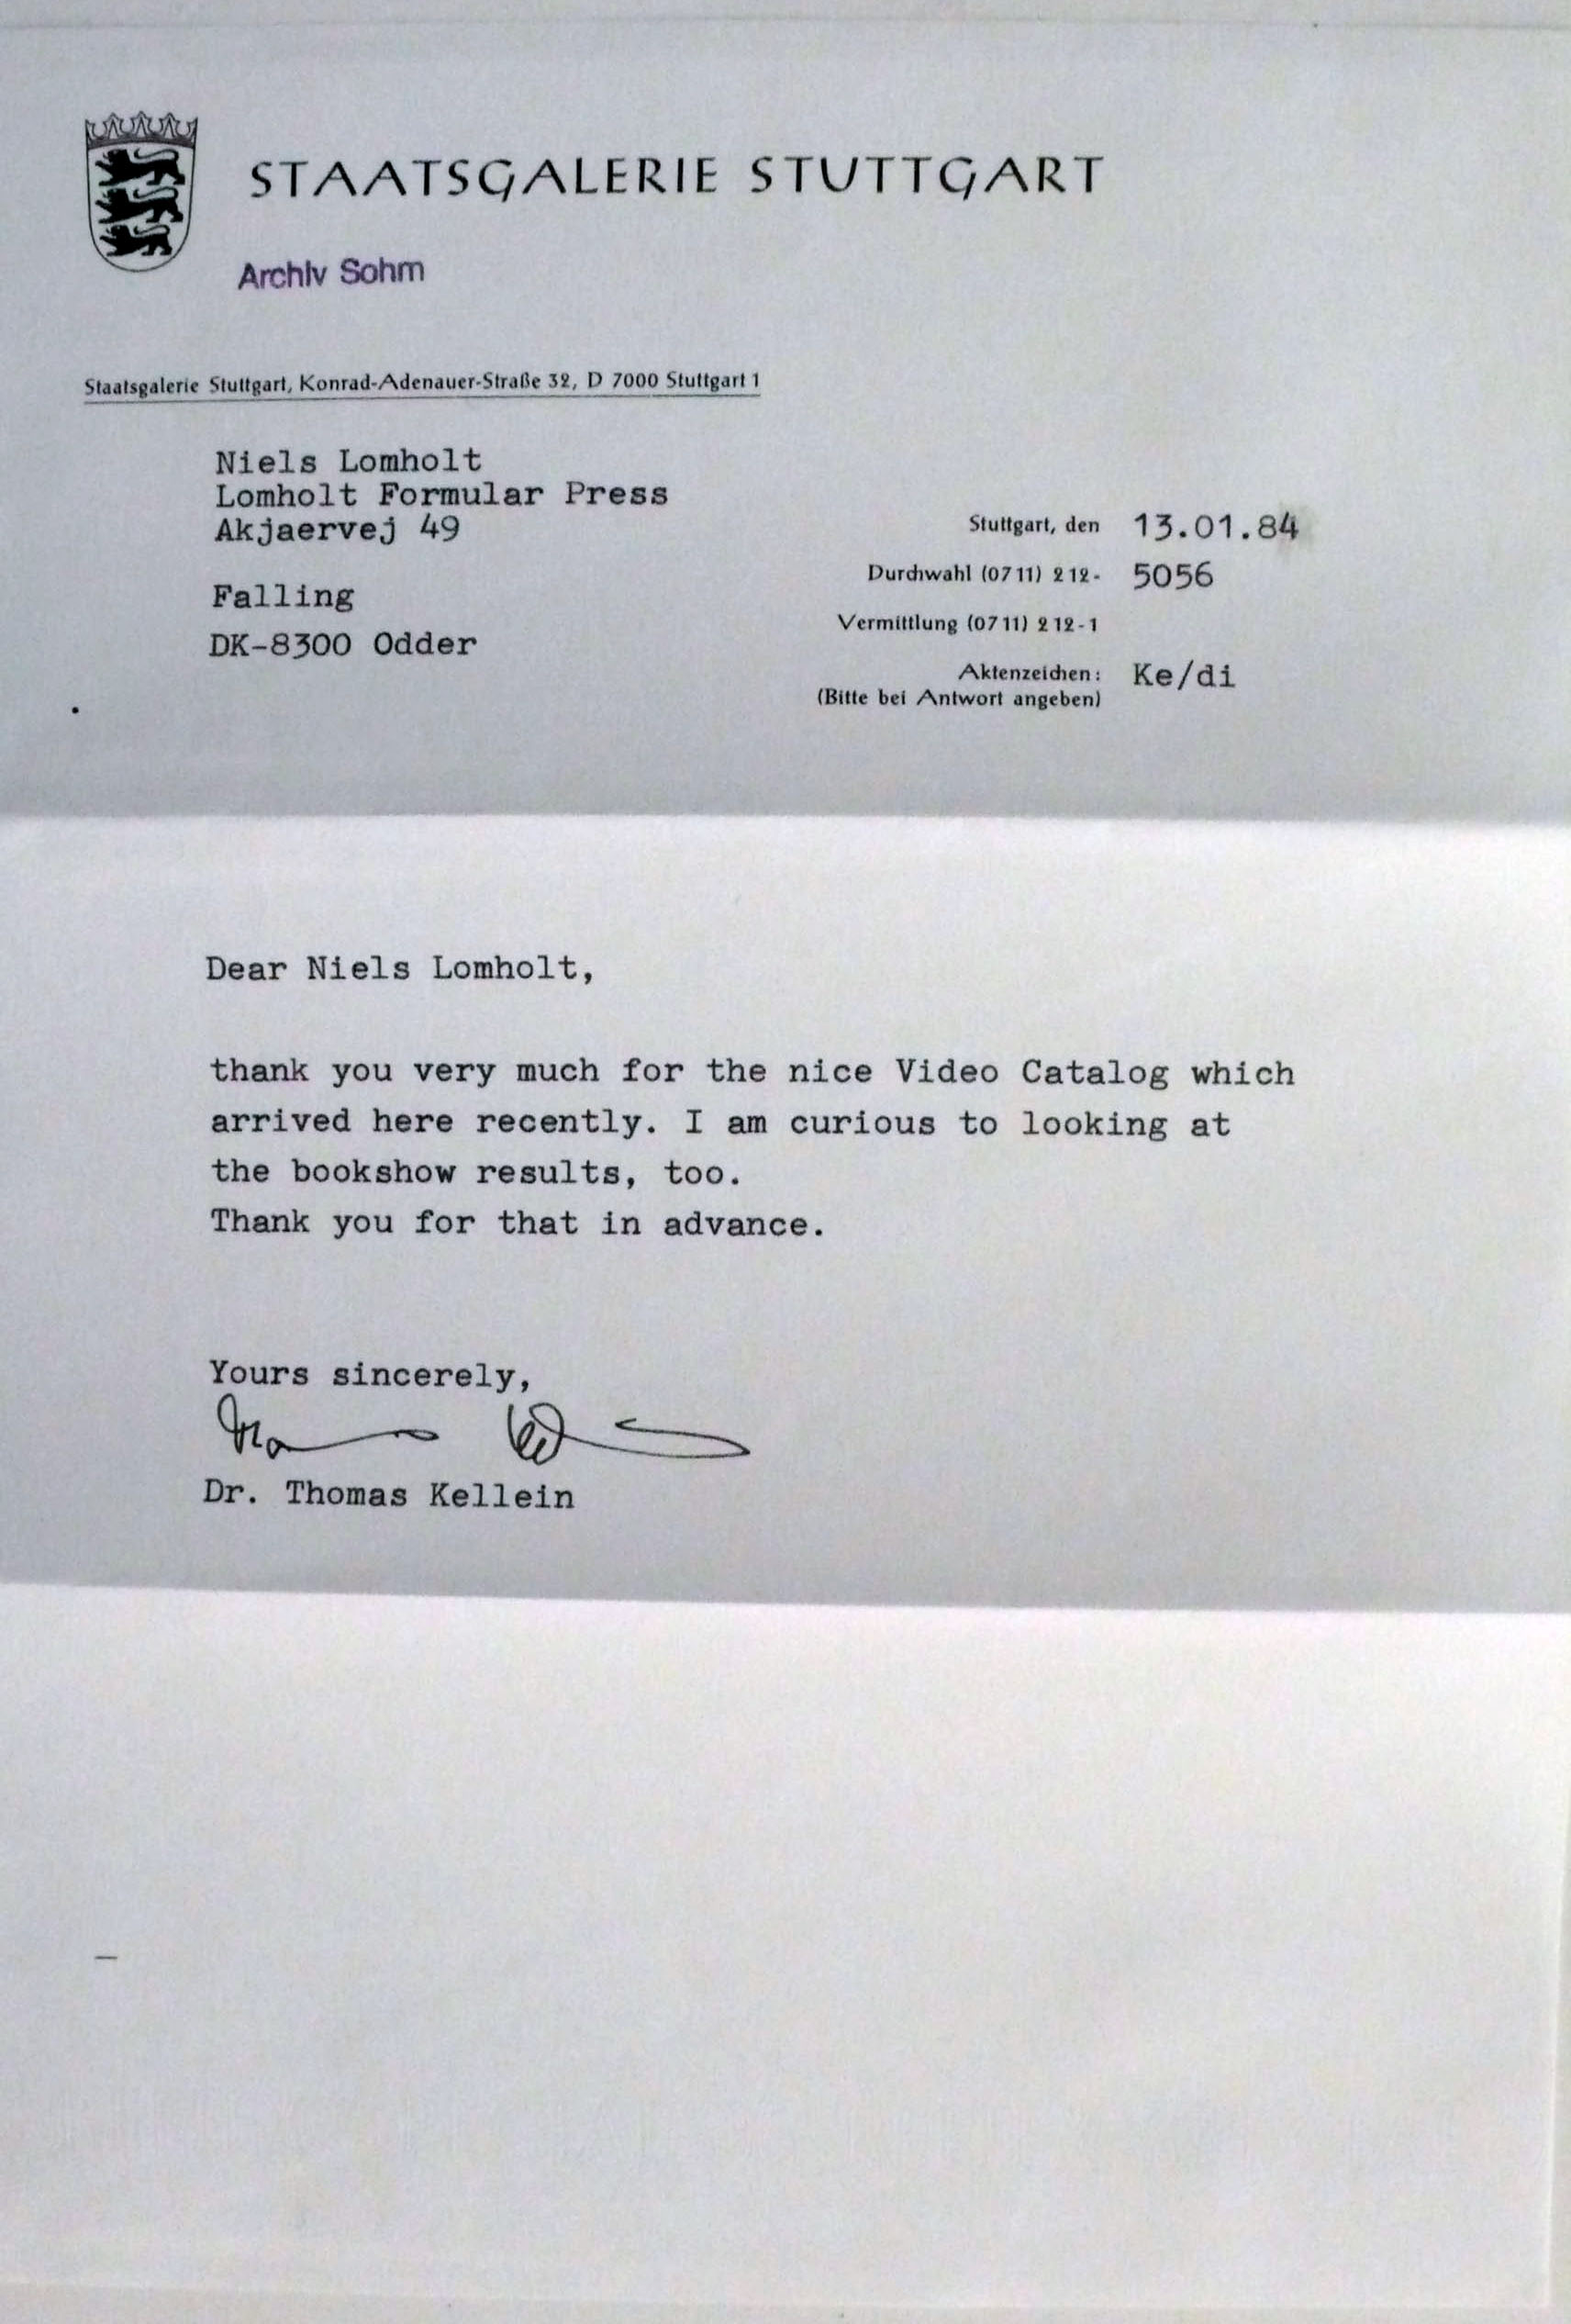 STAATSGALERIE STUTTGART
Archiv Sohm
Staatsgalerie Stuttgart, Konrad-Adenauer-Straße 32, D 7000 Stuttgart 1
Niels Lomholt
Lomholt Formular Press
Akjaervej 49
Falling
DK-8300 Odder
Stuttgart, den 13.01.84
Durchwahl (0711) 212- 5056
Vermittlung (0711) 212-1
Aktenzeichen: Ke/di
(Bitte bei Antwort angeben)
Dear Niels Lomholt,
thank you very much for the nice Video Catalog which
arrived here recently. I am curious to looking at
the bookshow results, too.
Thank you for that in advance.
Yours sincerely,
Dr. Thomas Kellein